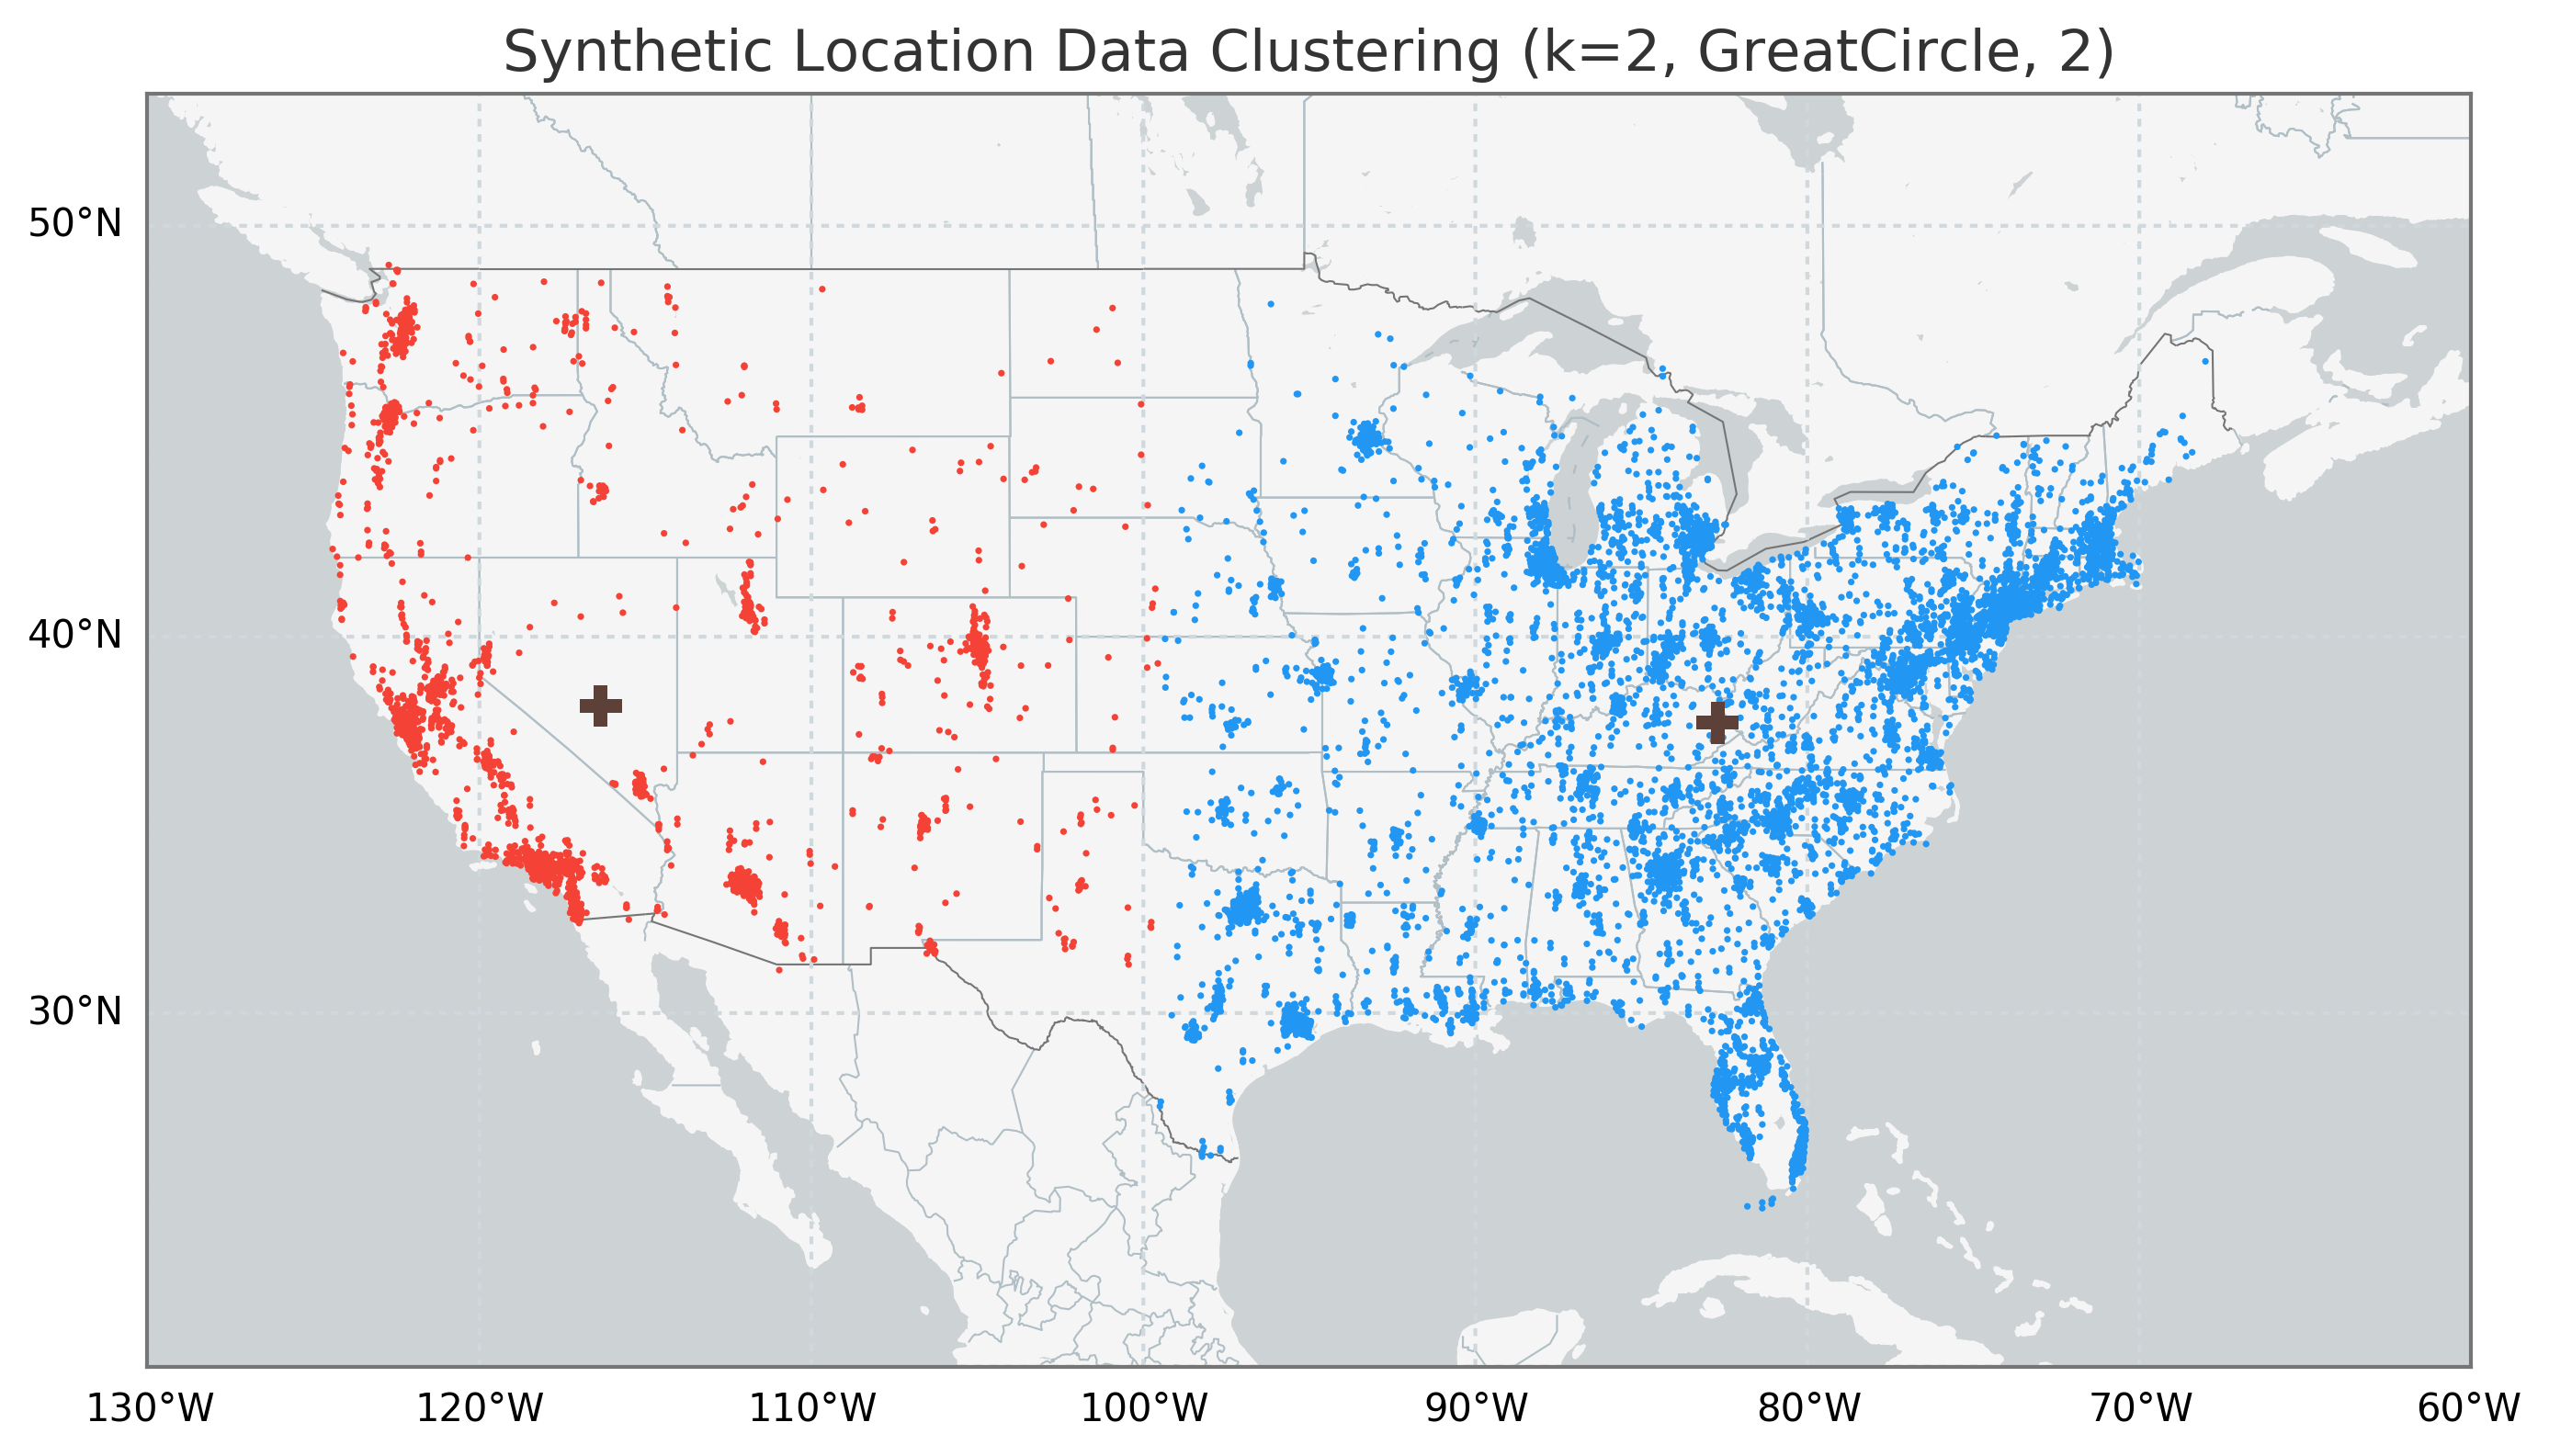 Synthetic Location Data Clustering (k=2, GreatCircle, 2)
50°N
40°N
30°N
130°W 120°W 110°W 100°W 90°W 80°W 70°W 60°W